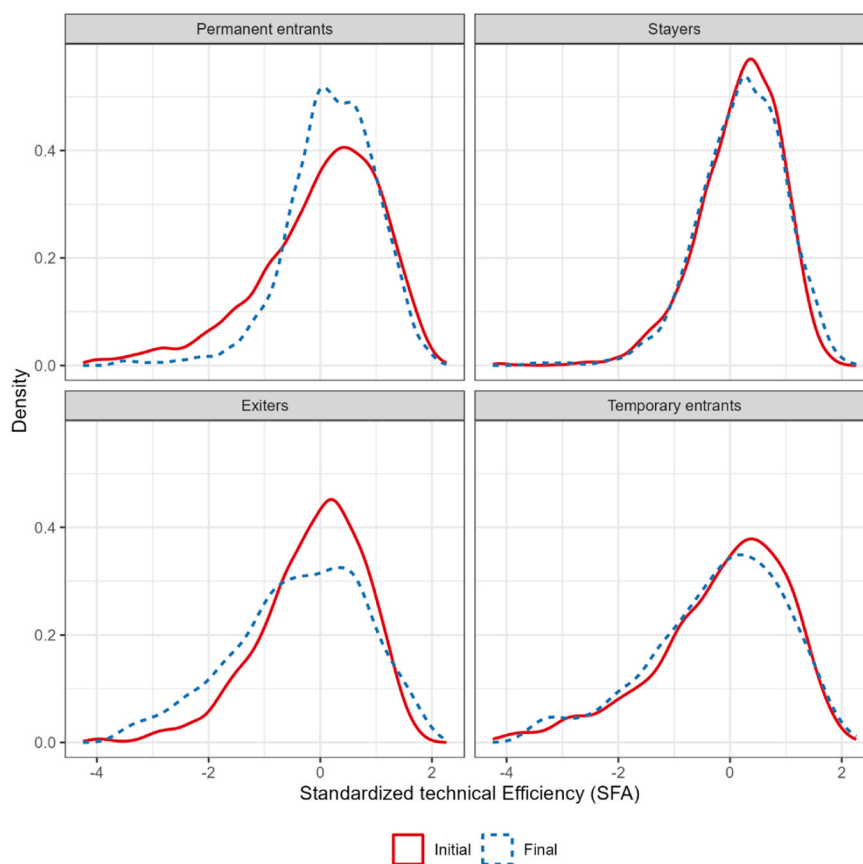 Permanent entrants
Stayers
0.4
0.2
0.0
Density
Exiters
Temporary entrants
0.4
0.2
0.0
-4
-2
0
2
-4
-2
0
2
Standardized technical Efficiency (SFA)
Initial
Final